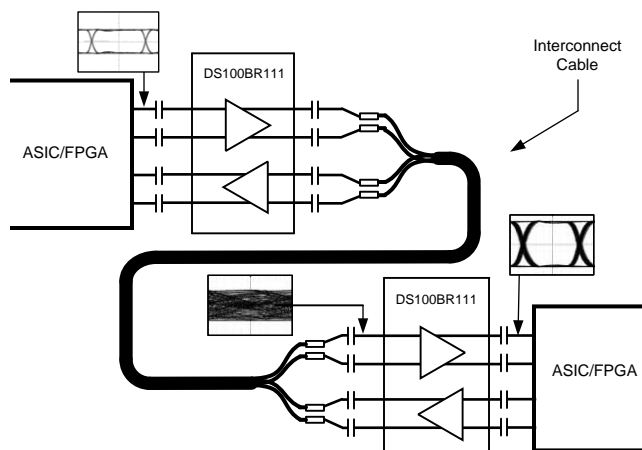 DS100BR111
Interconnect
Cable
ASIC/FPGA
DS100BR111
ASIC/FPGA